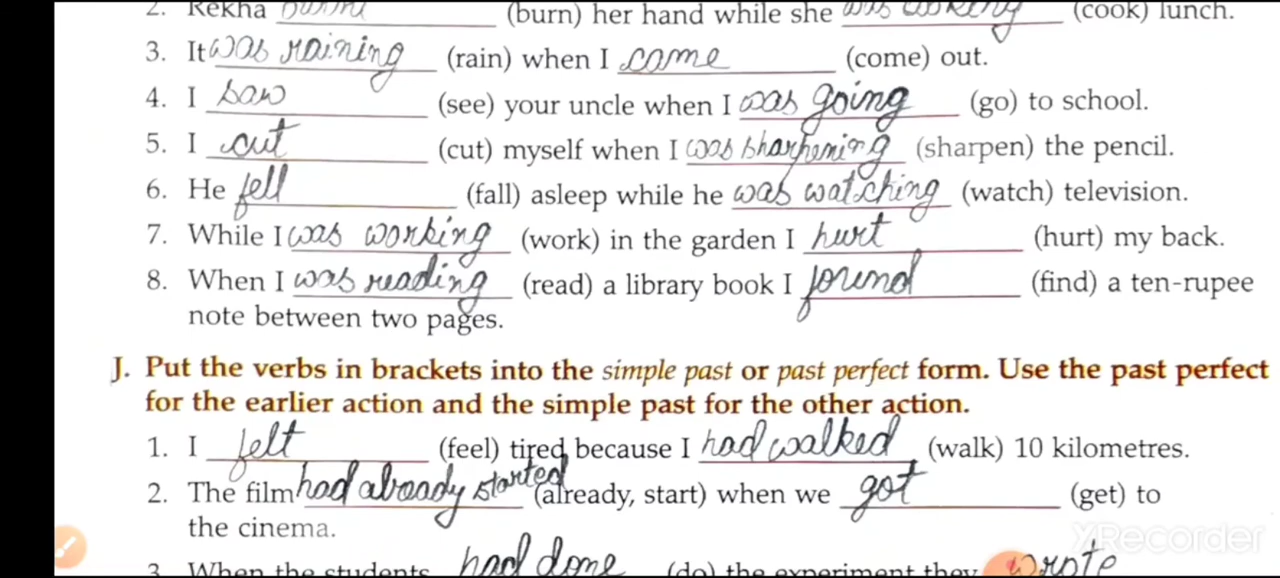 2. Rekha burnt (burn) her hand while she was cooking (cook) lunch.
3. It was raining (rain) when I came (come) out.
4. I saw (see) your uncle when I was going (go) to school.
5. I cut (cut) myself when I was sharpening (sharpen) the pencil.
6. He fell (fall) asleep while he was watching (watch) television.
7. While I was working (work) in the garden I hurt (hurt) my back.
8. When I was reading (read) a library book I found (find) a ten-rupee
note between two pages.
J. Put the verbs in brackets into the simple past or past perfect form. Use the past perfect
for the earlier action and the simple past for the other action.
1. I felt (feel) tired because I had walked (walk) 10 kilometres.
2. The film had already started (already, start) when we got (get) to
the cinema.
3. When the students had done (do) the experiment they wrote
XRecorder